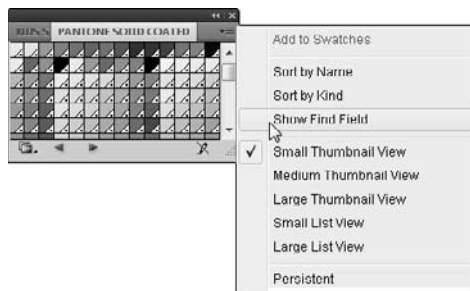 PANTONE SOLID COATED
Add to Swatches
Sort by Name
Sort by Kind
Show Find Field
Small Thumbnail View
Medium Thumbnail View
Large Thumbnail View
Small List View
Large List View
Persistent